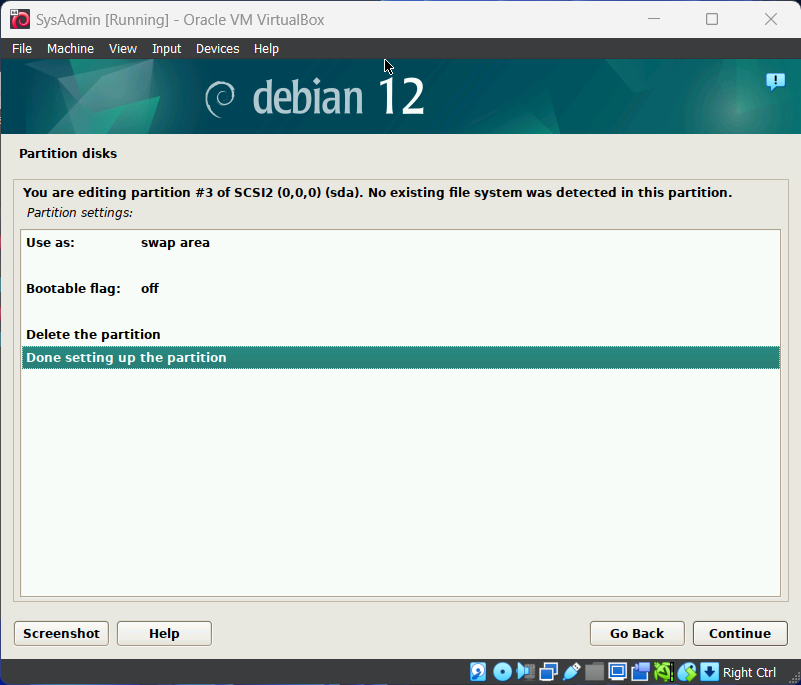 SysAdmin [Running] - Oracle VM VirtualBox
File Machine View Input Devices Help
debian 12
Partition disks
You are editing partition #3 of SCSI2 (0,0,0) (sda). No existing file system was detected in this partition.
Partition settings:
Use as: swap area
Bootable flag: off
Delete the partition
Done setting up the partition
Screenshot Help Go Back Continue
Right Ctrl